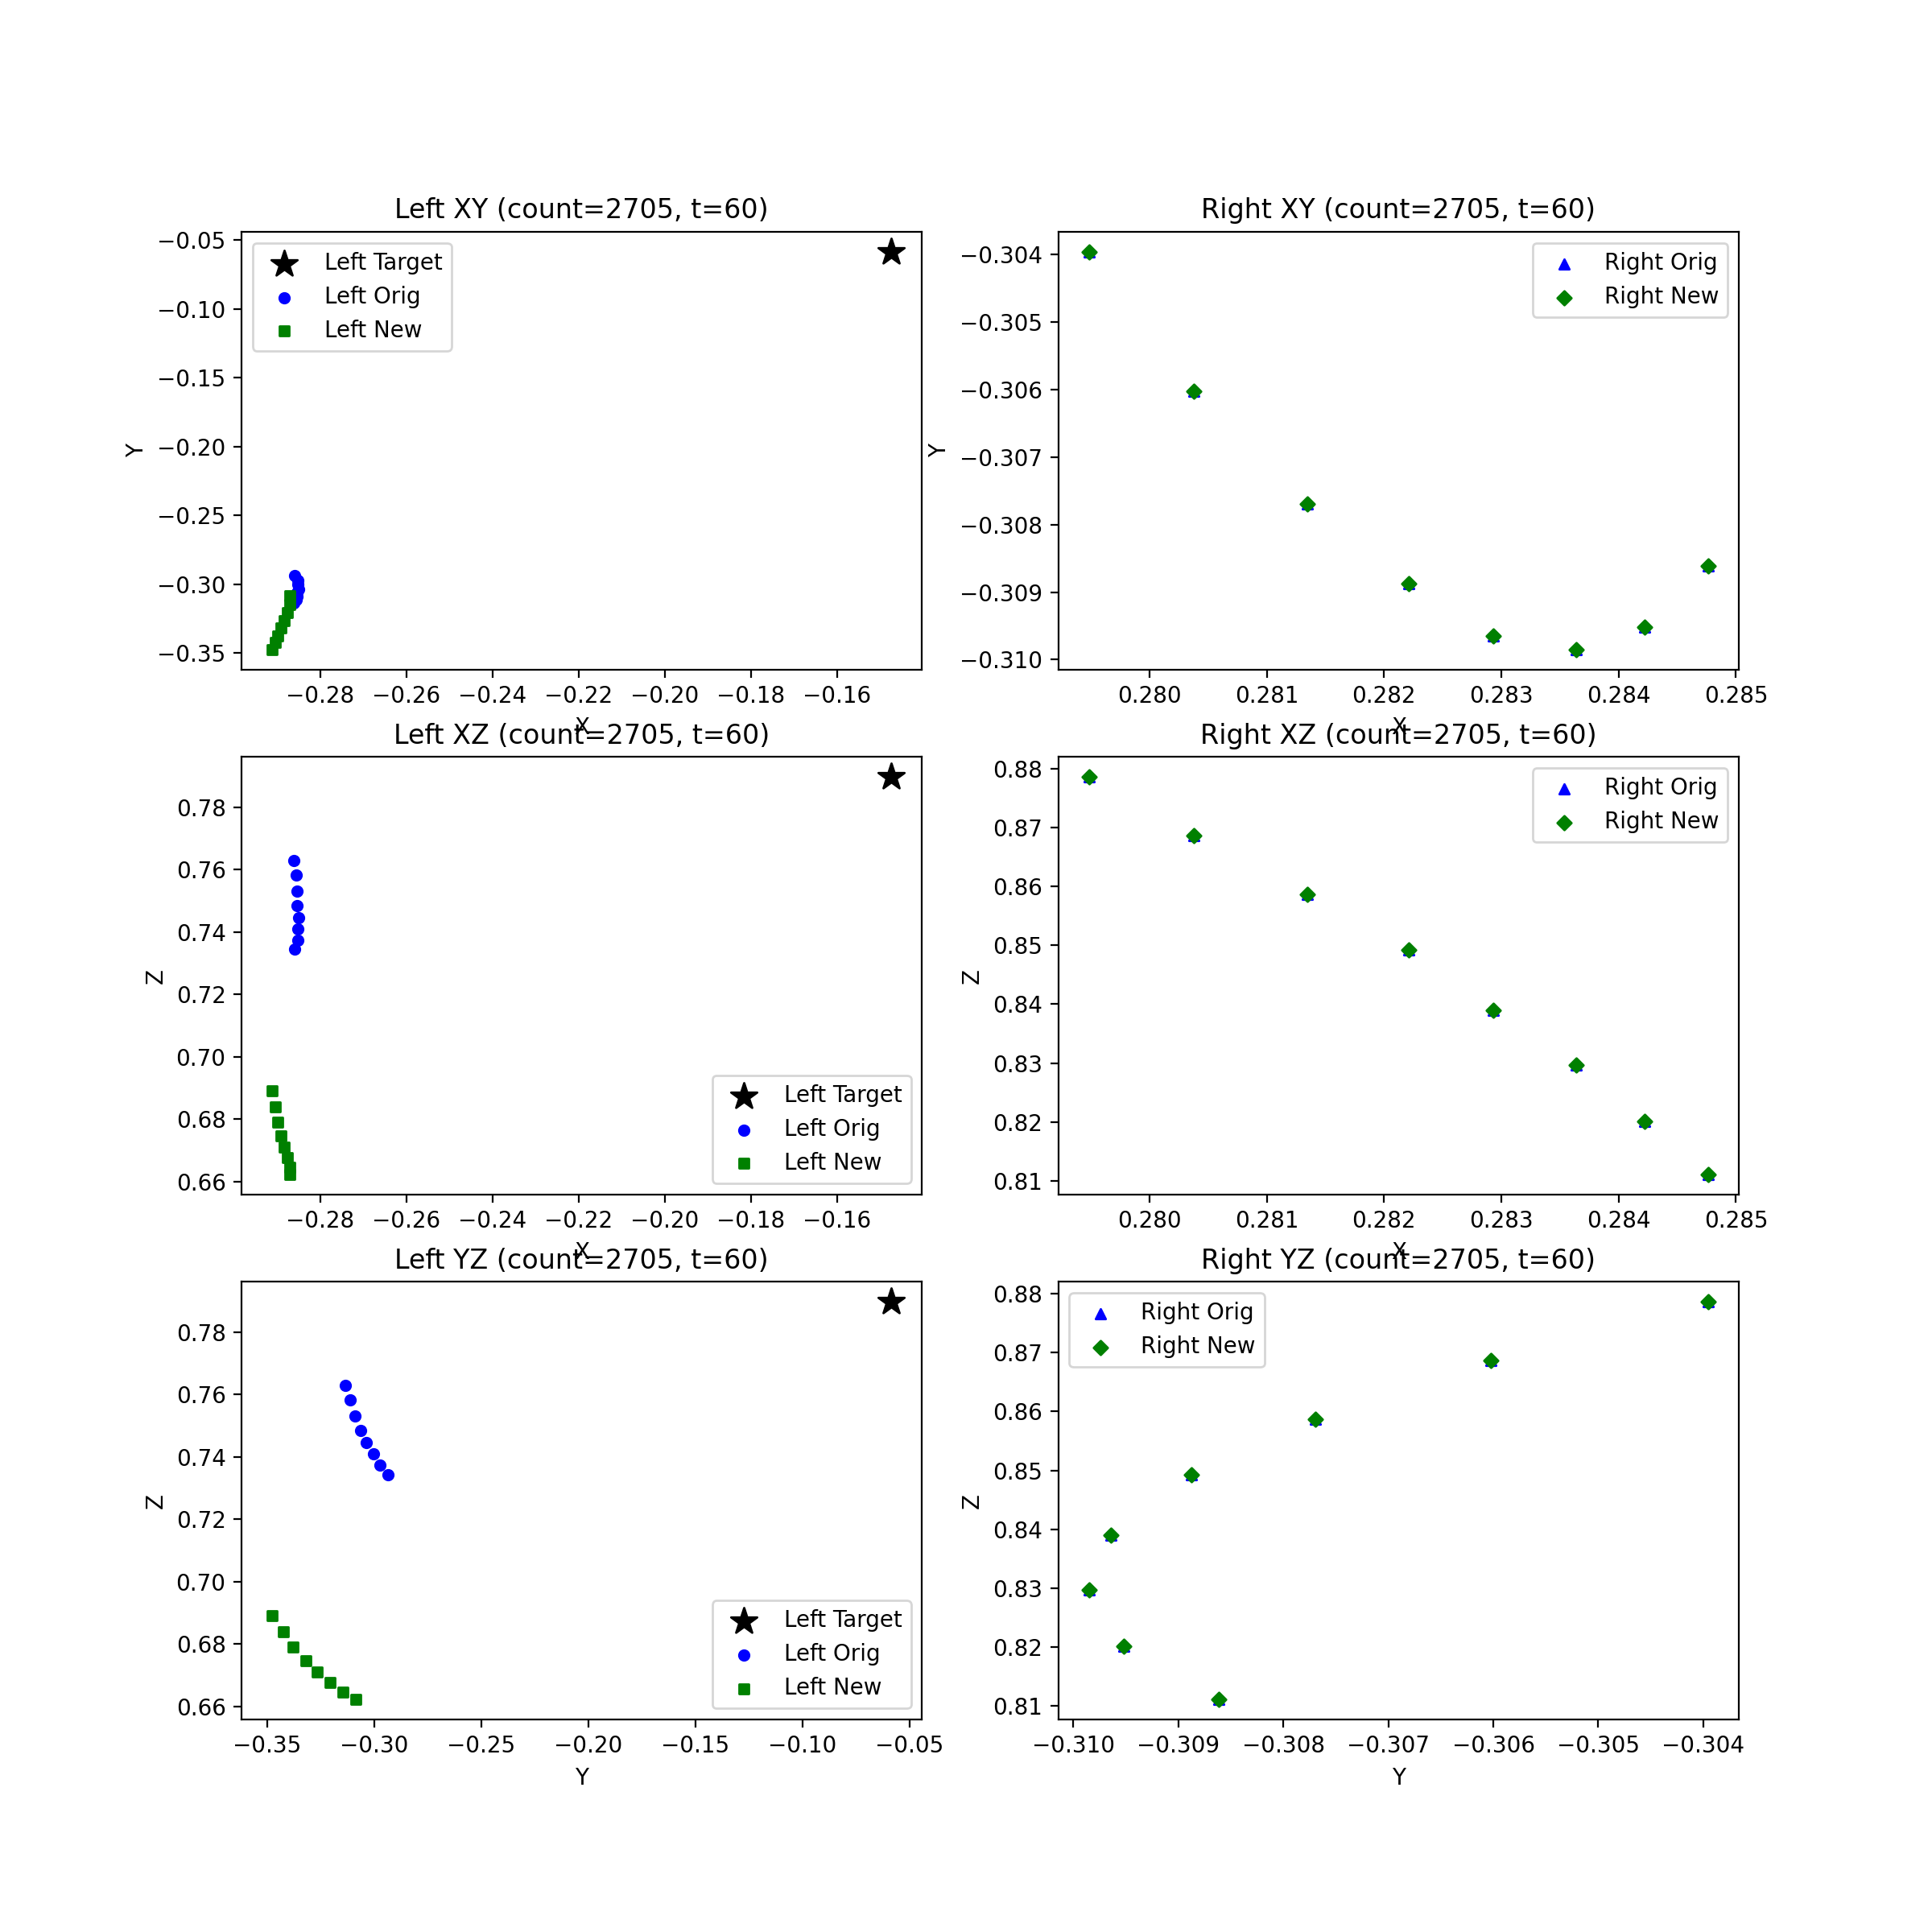 Left XY (count=2705, t=60)
Left Target
Left Orig
Left New
Y
−0.05
−0.10
−0.15
−0.20
−0.25
−0.30
−0.35
−0.28 −0.26 −0.24 −0.22 −0.20 −0.18 −0.16
X
Right XY (count=2705, t=60)
Right Orig
Right New
Y
−0.304
−0.305
−0.306
−0.307
−0.308
−0.309
−0.310
0.280 0.281 0.282 0.283 0.284 0.285
X
Left XZ (count=2705, t=60)
Left Target
Left Orig
Left New
Z
0.78
0.76
0.74
0.72
0.70
0.68
0.66
−0.28 −0.26 −0.24 −0.22 −0.20 −0.18 −0.16
X
Right XZ (count=2705, t=60)
Right Orig
Right New
Z
0.88
0.87
0.86
0.85
0.84
0.83
0.82
0.81
0.280 0.281 0.282 0.283 0.284 0.285
X
Left YZ (count=2705, t=60)
Left Target
Left Orig
Left New
Z
0.78
0.76
0.74
0.72
0.70
0.68
0.66
−0.35 −0.30 −0.25 −0.20 −0.15 −0.10 −0.05
Y
Right YZ (count=2705, t=60)
Right Orig
Right New
Z
0.88
0.87
0.86
0.85
0.84
0.83
0.82
0.81
−0.310 −0.309 −0.308 −0.307 −0.306 −0.305 −0.304
Y